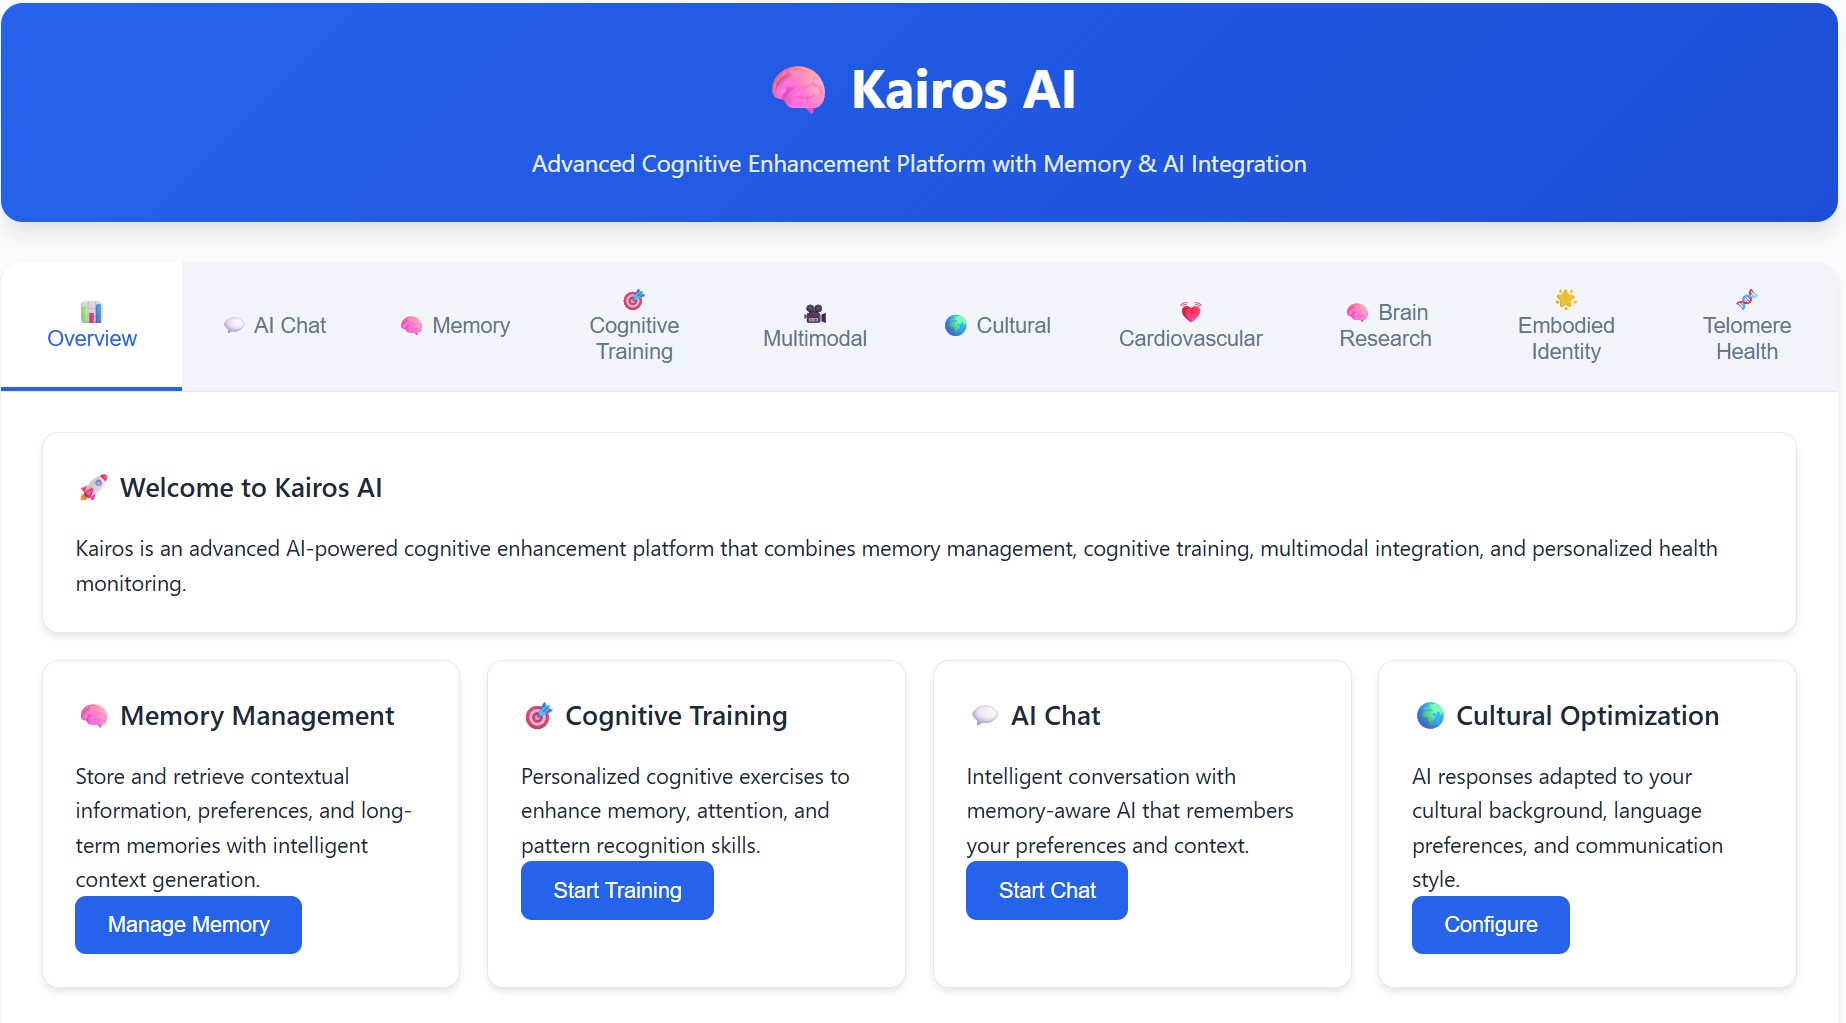 Kairos AI
Advanced Cognitive Enhancement Platform with Memory & AI Integration
Overview
AI Chat
Memory
Cognitive
Training
Multimodal
Cultural
Cardiovascular
Brain
Research
Embodied
Identity
Telomere
Health
Welcome to Kairos AI
Kairos is an advanced AI-powered cognitive enhancement platform that combines memory management, cognitive training, multimodal integration, and personalized health
monitoring.
Memory Management
Store and retrieve contextual
information, preferences, and long-
term memories with intelligent
context generation.
Manage Memory
Cognitive Training
Personalized cognitive exercises to
enhance memory, attention, and
pattern recognition skills.
Start Training
AI Chat
Intelligent conversation with
memory-aware AI that remembers
your preferences and context.
Start Chat
Cultural Optimization
AI responses adapted to your
cultural background, language
preferences, and communication
style.
Configure